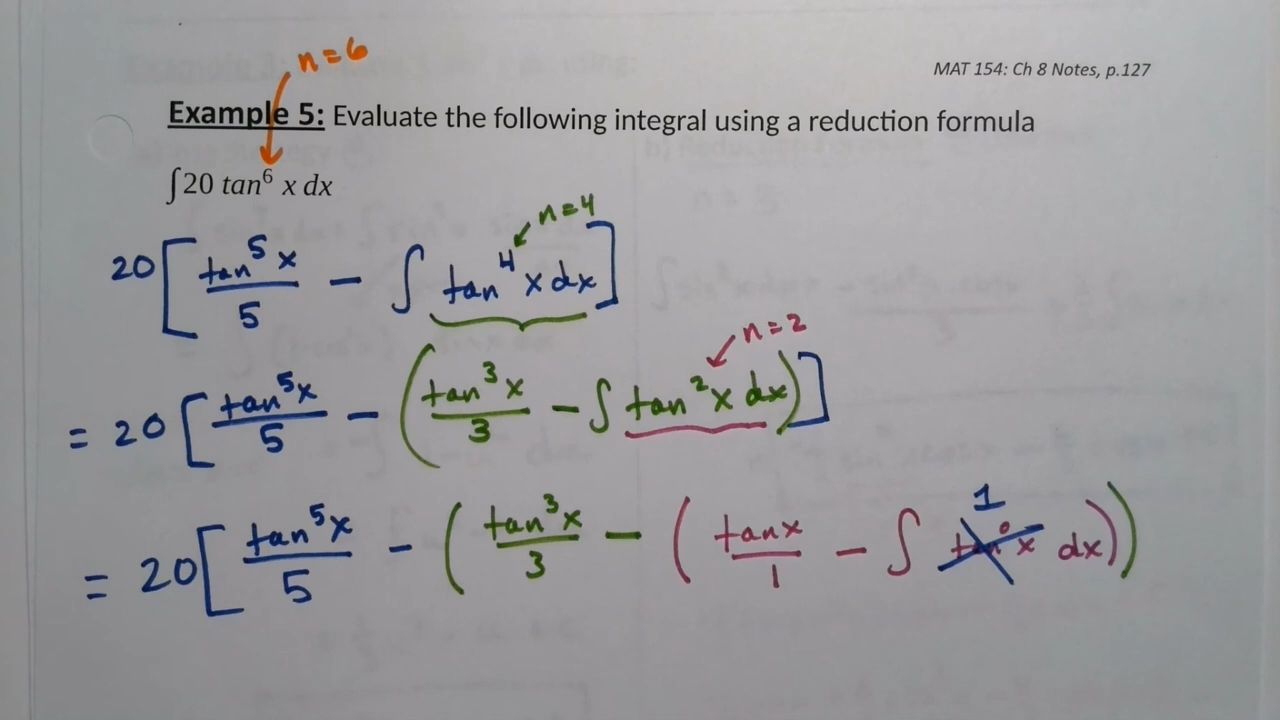 n=6
MAT 154: Ch 8 Notes, p.127
Example 5: Evaluate the following integral using a reduction formula
∫20 tan⁶ x dx
n=4
20[tan⁵x/5 − ∫ tan⁴ x dx]
n=2
= 20[tan⁵x/5 − (tan³x/3 − ∫ tan²x dx)]
1
= 20[tan⁵x/5 − (tan³x/3 − (tanx/1 − ∫ tan⁰x dx))